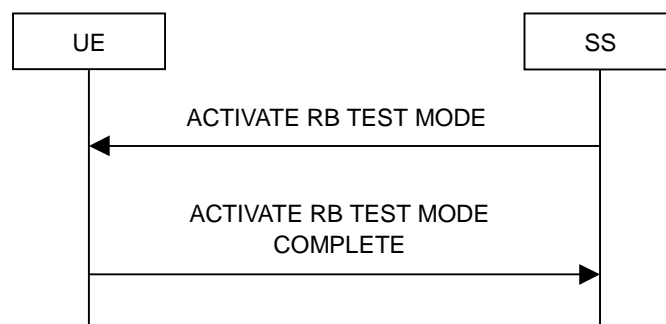 UE
SS
ACTIVATE RB TEST MODE
ACTIVATE RB TEST MODE
COMPLETE